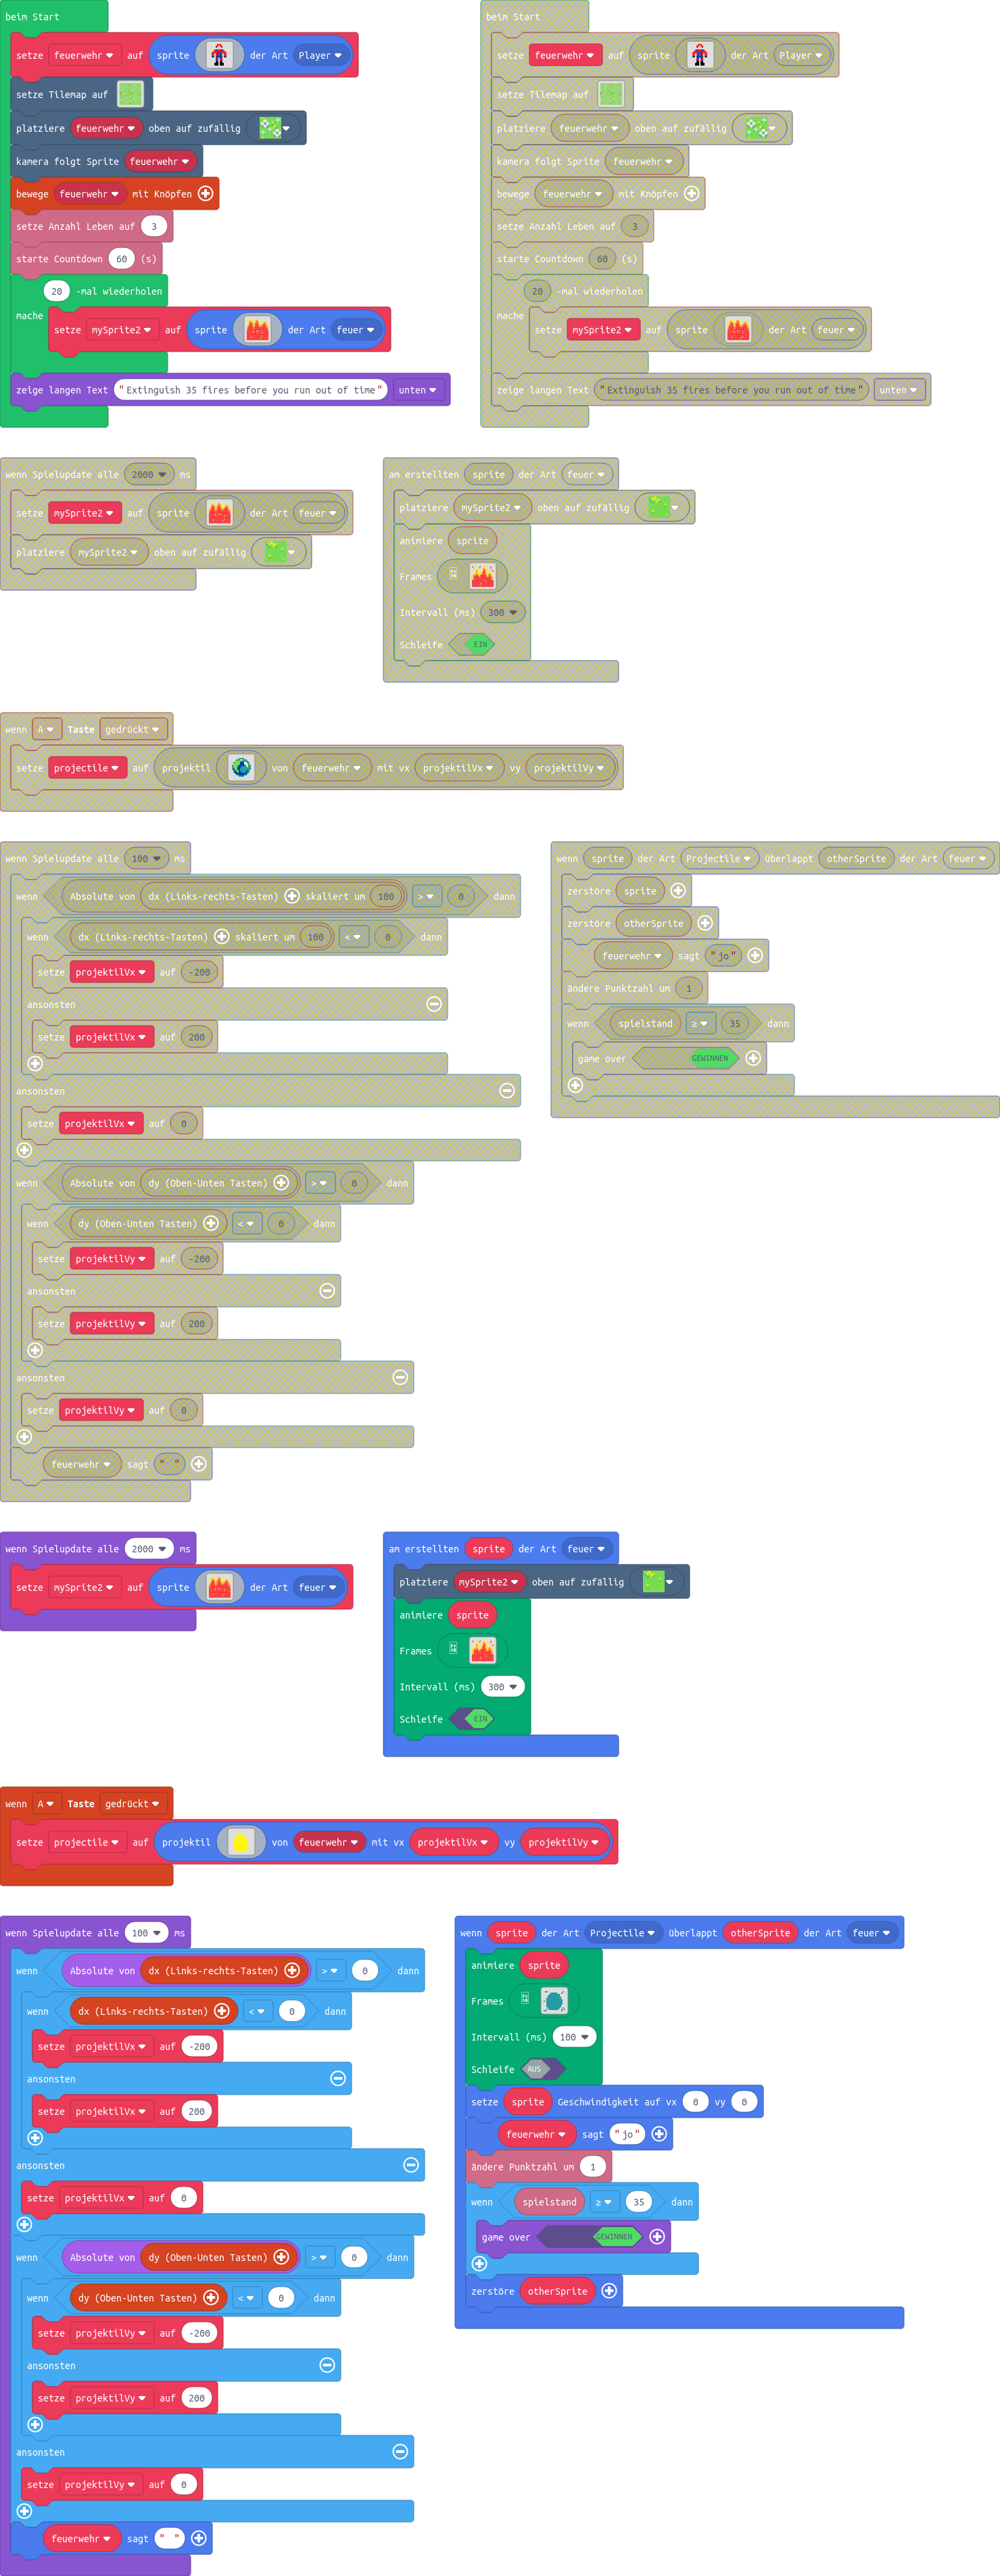 beim Start
setze feuerwehr auf sprite der Art Player
setze Tilemap auf
platziere feuerwehr oben auf zufällig
kamera folgt Sprite feuerwehr
bewege feuerwehr mit Knöpfen
setze Anzahl Leben auf 3
starte Countdown 60 (s)
20 -mal wiederholen
mache
setze mySprite2 auf sprite der Art feuer
zeige langen Text "Extinguish 35 fires before you run out of time" unten
beim Start
setze feuerwehr auf sprite der Art Player
setze Tilemap auf
platziere feuerwehr oben auf zufällig
kamera folgt Sprite feuerwehr
bewege feuerwehr mit Knöpfen
setze Anzahl Leben auf 3
starte Countdown 60 (s)
20 -mal wiederholen
mache
setze mySprite2 auf sprite der Art feuer
zeige langen Text "Extinguish 35 fires before you run out of time" unten
wenn Spielupdate alle 2000 ms
setze mySprite2 auf sprite der Art feuer
platziere mySprite2 oben auf zufällig
am erstellten sprite der Art feuer
platziere mySprite2 oben auf zufällig
animiere sprite
Frames
Intervall (ms) 300
Schleife EIN
wenn A Taste gedrückt
setze projectile auf projektil von feuerwehr mit vx projektilVx vy projektilVy
wenn Spielupdate alle 100 ms
wenn Absolute von dx (Links-rechts-Tasten) skaliert um 100 > 0 dann
wenn dx (Links-rechts-Tasten) skaliert um 100 < 0 dann
setze projektilVx auf -200
ansonsten
setze projektilVx auf 200
ansonsten
setze projektilVx auf 0
wenn Absolute von dy (Oben-Unten Tasten) > 0 dann
wenn dy (Oben-Unten Tasten) < 0 dann
setze projektilVy auf -200
ansonsten
setze projektilVy auf 200
ansonsten
setze projektilVy auf 0
feuerwehr sagt " "
wenn sprite der Art Projectile überlappt otherSprite der Art feuer
zerstöre sprite
zerstöre otherSprite
feuerwehr sagt "jo"
ändere Punktzahl um 1
wenn spielstand ≥ 35 dann
game over GEWINNEN
wenn Spielupdate alle 2000 ms
setze mySprite2 auf sprite der Art feuer
am erstellten sprite der Art feuer
platziere mySprite2 oben auf zufällig
animiere sprite
Frames
Intervall (ms) 300
Schleife EIN
wenn A Taste gedrückt
setze projectile auf projektil von feuerwehr mit vx projektilVx vy projektilVy
wenn Spielupdate alle 100 ms
wenn Absolute von dx (Links-rechts-Tasten) > 0 dann
wenn dx (Links-rechts-Tasten) < 0 dann
setze projektilVx auf -200
ansonsten
setze projektilVx auf 200
ansonsten
setze projektilVx auf 0
wenn Absolute von dy (Oben-Unten Tasten) > 0 dann
wenn dy (Oben-Unten Tasten) < 0 dann
setze projektilVy auf -200
ansonsten
setze projektilVy auf 200
ansonsten
setze projektilVy auf 0
feuerwehr sagt " "
wenn sprite der Art Projectile überlappt otherSprite der Art feuer
animiere sprite
Frames
Intervall (ms) 100
Schleife AUS
setze sprite Geschwindigkeit auf vx 0 vy 0
feuerwehr sagt "jo"
ändere Punktzahl um 1
wenn spielstand ≥ 35 dann
game over GEWINNEN
zerstöre otherSprite